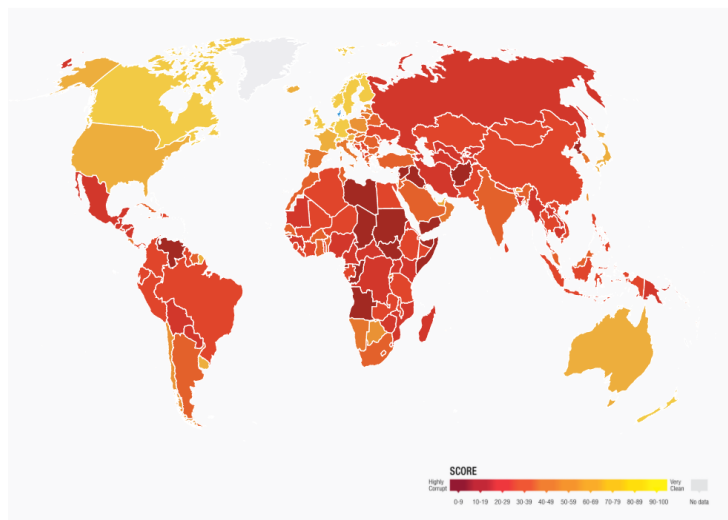 SCORE
Highly Corrupt
0-9 10-19 20-29 30-39 40-49 50-59 60-69 70-79 80-89 90-100
Very Clean
No data